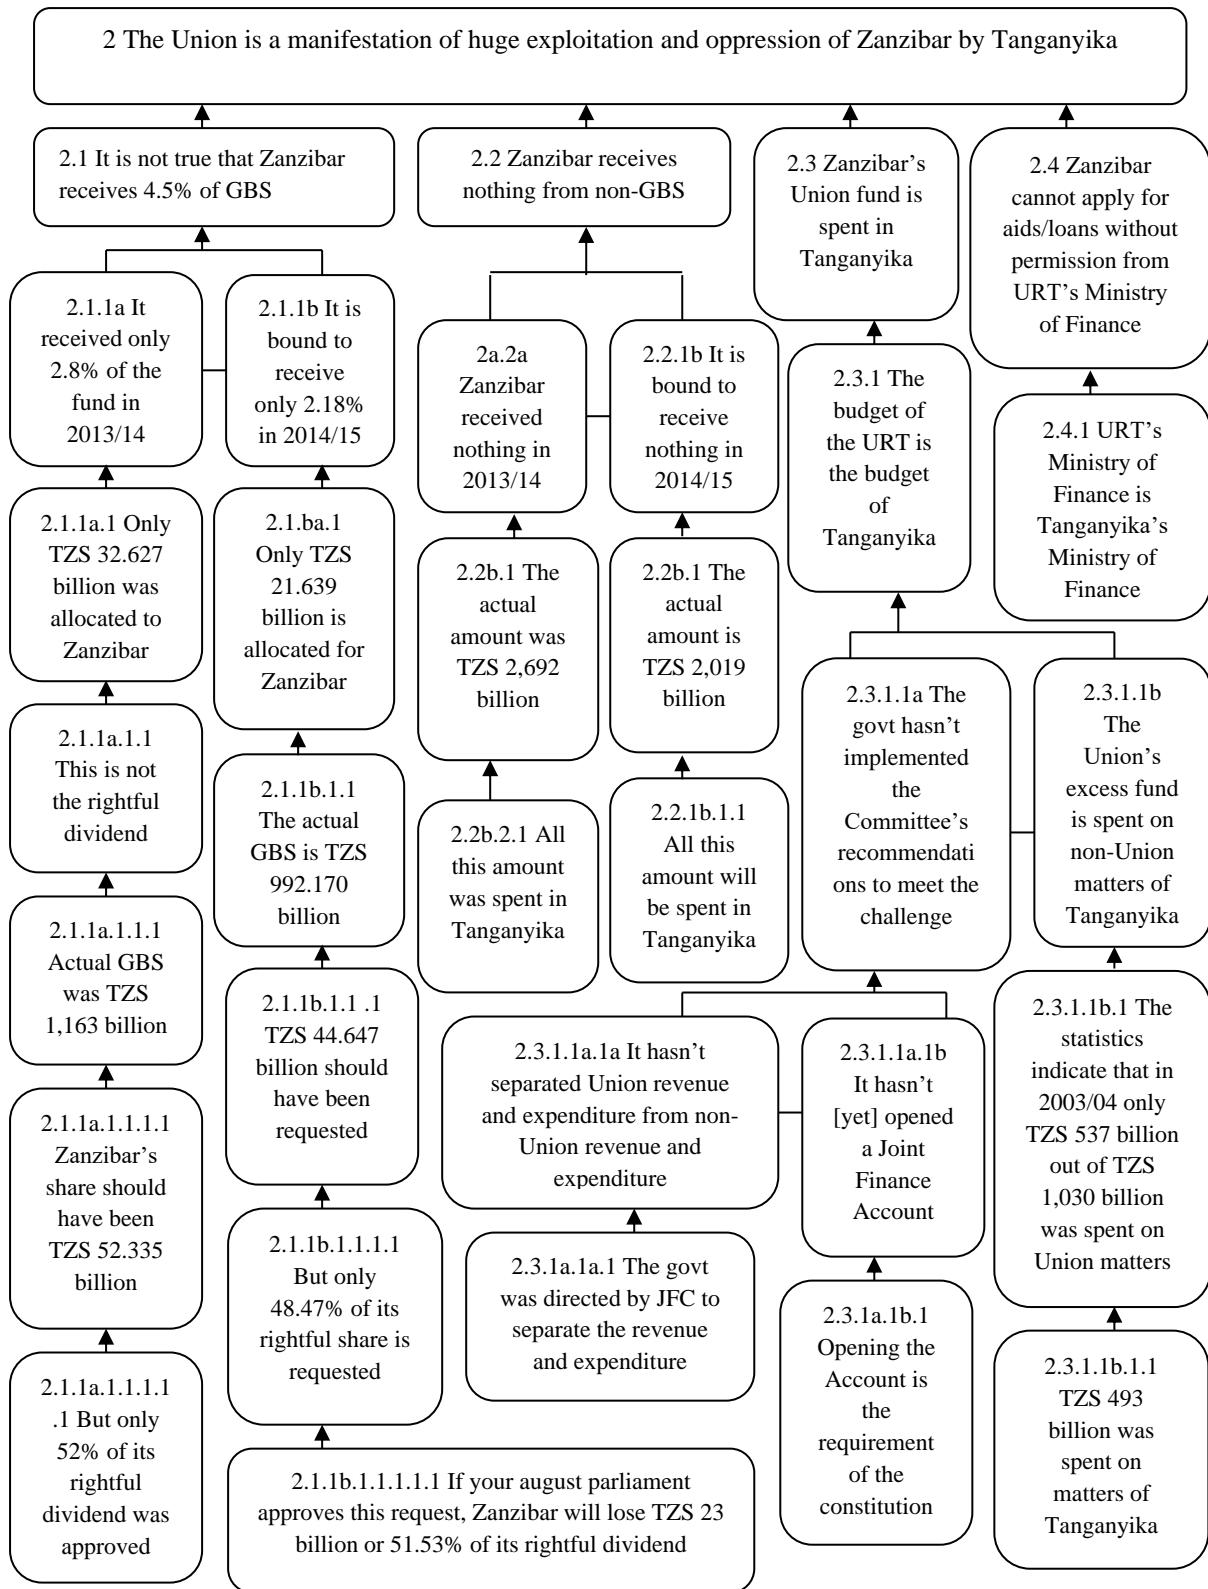 2 The Union is a manifestation of huge exploitation and oppression of Zanzibar by Tanganyika
2.1 It is not true that Zanzibar
receives 4.5% of GBS
2.2 Zanzibar receives
nothing from non-GBS
2.3 Zanzibar's
Union fund is
spent in
Tanganyika
2.4 Zanzibar
cannot apply for
aids/loans without
permission from
URT's Ministry
of Finance
2.1.1a It
received only
2.8% of the
fund in
2013/14
2.1.1b It is
bound to
receive
only 2.18%
in 2014/15
2a.2a
Zanzibar
received
nothing in
2013/14
2.2.1b It is
bound to
receive
nothing in
2014/15
2.3.1 The
budget of
the URT is
the budget
of
Tanganyika
2.4.1 URT's
Ministry of
Finance is
Tanganyika's
Ministry of
Finance
2.1.1a.1 Only
TZS 32.627
billion was
allocated to
Zanzibar
2.1.ba.1
Only TZS
21.639
billion is
allocated for
Zanzibar
2.2b.1 The
actual
amount was
TZS 2,692
billion
2.2b.1 The
actual
amount is
TZS 2,019
billion
2.3.1.1a The
govt hasn't
implemented
the
Committee's
recommendati
ons to meet the
challenge
2.3.1.1b
The
Union's
excess fund
is spent on
non-Union
matters of
Tanganyika
2.1.1a.1.1
This is not
the rightful
dividend
2.1.1b.1.1
The actual
GBS is TZS
992.170
billion
2.2b.2.1 All
this amount
was spent in
Tanganyika
2.2.1b.1.1
All this
amount will
be spent in
Tanganyika
2.1.1a.1.1.1
Actual GBS
was TZS
1,163 billion
2.1.1b.1.1 .1
TZS 44.647
billion should
have been
requested
2.3.1.1a.1a It hasn't
separated Union revenue
and expenditure from non-
Union revenue and
expenditure
2.3.1.1a.1b
It hasn't
[yet] opened
a Joint
Finance
Account
2.3.1.1b.1 The
statistics
indicate that in
2003/04 only
TZS 537 billion
out of TZS
1,030 billion
was spent on
Union matters
2.1.1a.1.1.1.1
Zanzibar's
share should
have been
TZS 52.335
billion
2.1.1b.1.1.1.1
But only
48.47% of its
rightful share is
requested
2.3.1a.1a.1 The govt
was directed by JFC to
separate the revenue
and expenditure
2.3.1a.1b.1
Opening the
Account is
the
requirement
of the
constitution
2.3.1.1b.1.1
TZS 493
billion was
spent on
matters of
Tanganyika
2.1.1a.1.1.1.1
.1 But only
52% of its
rightful
dividend was
approved
2.1.1b.1.1.1.1.1 If your august parliament
approves this request, Zanzibar will lose TZS 23
billion or 51.53% of its rightful dividend